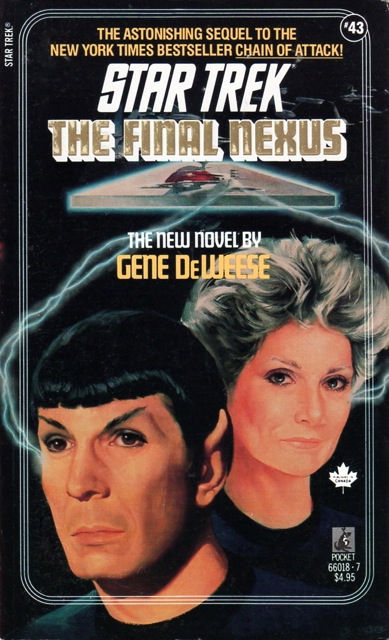 STAR TREK®
THE ASTONISHING SEQUEL TO THE
NEW YORK TIMES BESTSELLER CHAIN OF ATTACK!
#43
STAR TREK®
THE FINAL NEXUS
THE NEW NOVEL BY
GENE DeWEESE
CANADA
POCKET
66018-7
$4.95